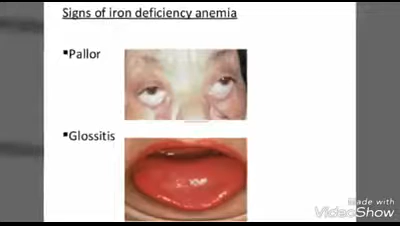 Signs of iron deficiency anemia
▪Pallor
▪Glossitis
Made with
VideoShow